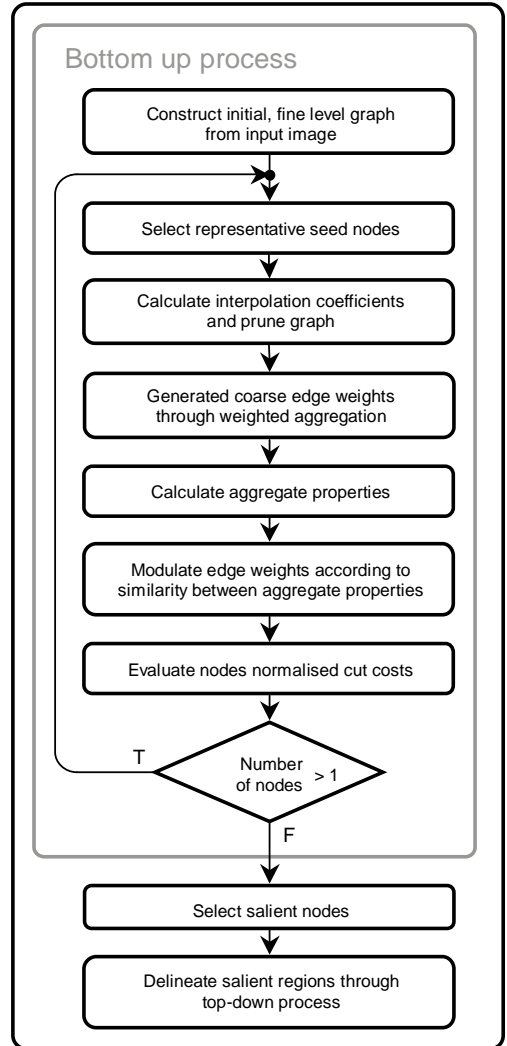 Bottom up process
Construct initial, fine level graph
from input image
Select representative seed nodes
Calculate interpolation coefficients
and prune graph
Generated coarse edge weights
through weighted aggregation
Calculate aggregate properties
Modulate edge weights according to
similarity between aggregate properties
Evaluate nodes normalised cut costs
T
Number
of nodes > 1
F
Select salient nodes
Delineate salient regions through
top-down process